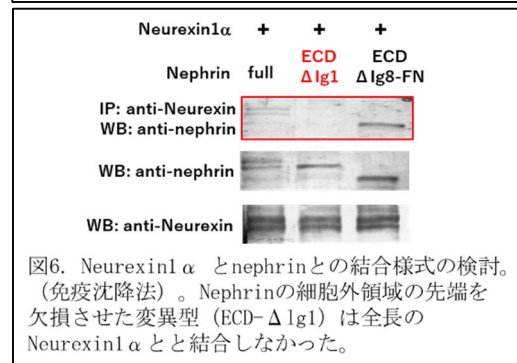 Neurexin1α + + +
Nephrin full ECD ΔIg1 ECD ΔIg8-FN
IP: anti-Neurexin
WB: anti-nephrin
WB: anti-nephrin
WB: anti-Neurexin
図6. Neurexin1α とnephrinとの結合様式の検討。
（免疫沈降法）。Nephrinの細胞外領域の先端を
欠損させた変異型（ECD-Δlg1）は全長の
Neurexin1αとと結合しなかった。